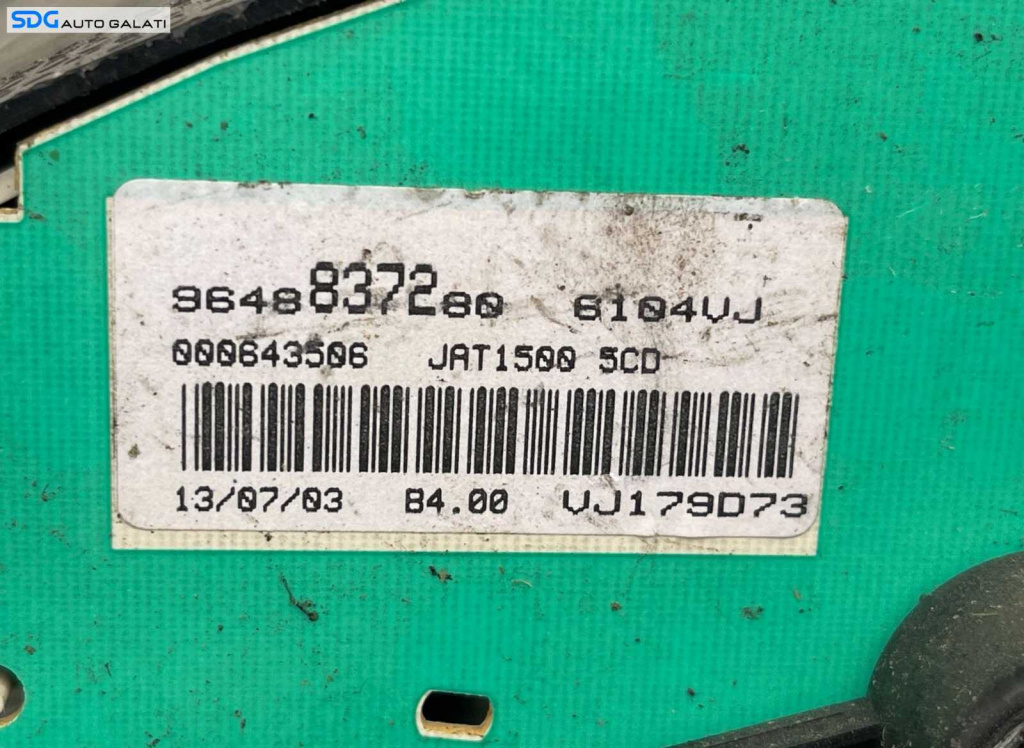 SDG AUTO GALATI
9648837280 6104VJ
000643506 JAT1500 5CD
13/07/03 B4.00 VJ179D73